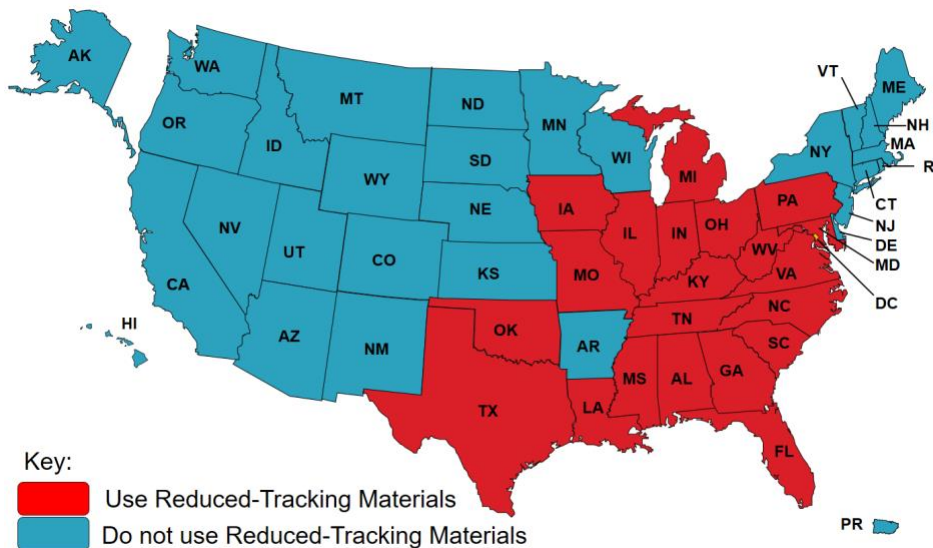 AK
WA
MT
ND
MN
VT
ME
OR
ID
SD
WI
NY
NH
MA
R
WY
MI
CT
NV
NE
IA
PA
NJ
UT
CO
IL
IN
OH
DE
CA
KS
MO
WV
VA
MD
KY
DC
HI
AZ
NM
OK
AR
TN
NC
SC
TX
LA
MS
AL
GA
FL
Key:
Use Reduced-Tracking Materials
Do not use Reduced-Tracking Materials
PR